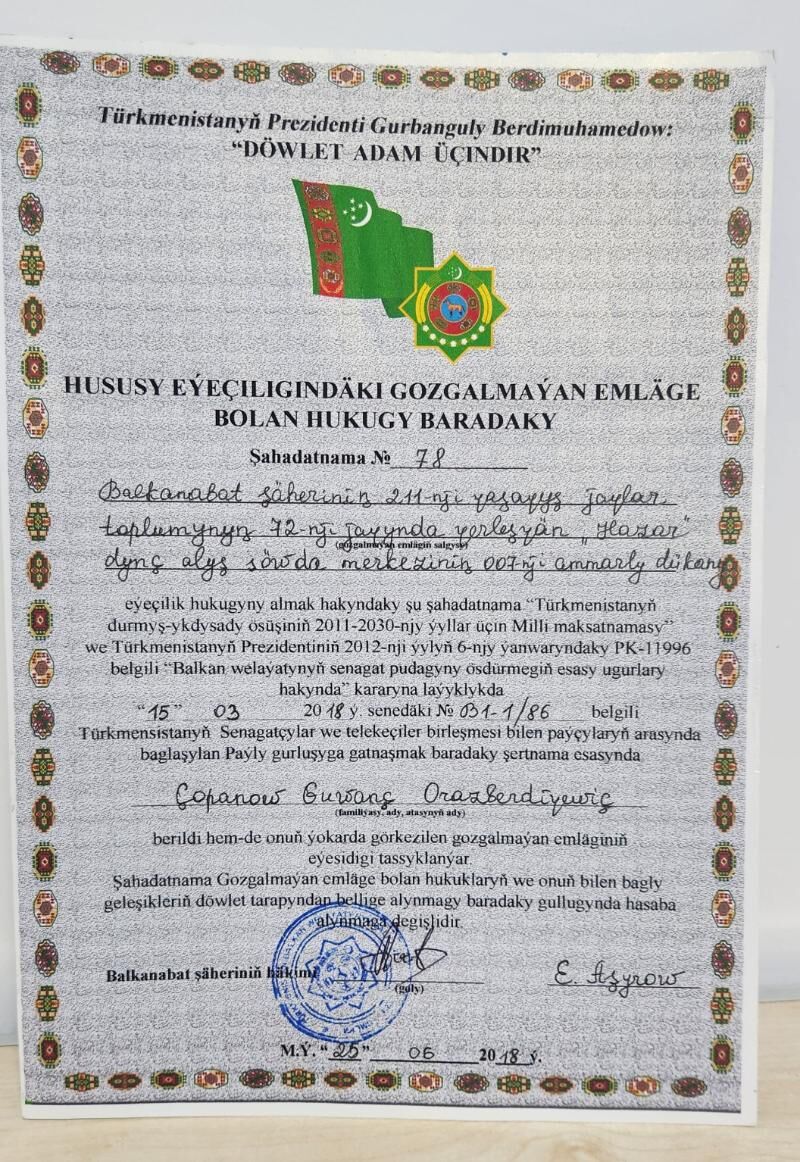 Türkmenistanyň Prezidenti Gurbanguly Berdimuhamedow:
“DÖWLET ADAM ÜÇINDIR”
HUSUSY EÝEÇILIGINDÄKI GOZGALMAÝAN EMLÄGE
BOLAN HUKUGY BARADAKY
Şahadatnama № 78
Balkanabat şäheriniň 211-nji ýaşaýyş jaýlar
toplumynyň 72-nji jaýynda ýerleşýän „Hazar”
(gozgalmaýan emlägiň salgysy)
dynç alyş söwda merkeziniň 007-nji ammarly dükany
eýeçilik hukugyny almak hakyndaky şu şahadatnama “Türkmenistanyň
durmyş-ykdysady ösüşiniň 2011-2030-njy ýyllar üçin Milli maksatnamasy”
we Türkmenistanyň Prezidentiniň 2012-nji ýylyň 6-njy ýanwaryndaky PK-11996
belgili “Balkan welaýatynyň senagat pudagyny ösdürmegiň esasy ugurlary
hakynda” kararyna laýyklykda
“15” 03 2018 ý. senedäki № 031-1/86 belgili
Türkmensistanyň Senagatçylar we telekeçiler birleşmesi bilen paýçylaryň arasynda
baglaşylan Paýly gurluşyga gatnaşmak baradaky şertnama esasynda
Çopanow Guwanç Orazberdiýewiç
(familiýasy, ady, atasynyň ady)
berildi hem-de onuň ýokarda görkezilen gozgalmaýan emläginiň
eýesidigi tassyklanýar.
Şahadatnama Gozgalmaýan emläge bolan hukuklaryň we onuň bilen bagly
geleşikleriň döwlet tarapyndan bellige alynmagy baradaky gullugynda hasaba
alynmaga degişlidir.
Balkanabat şäheriniň häkimi
E. Aşyrow
(goly)
M.Ý. “25” 06 2018 ý.